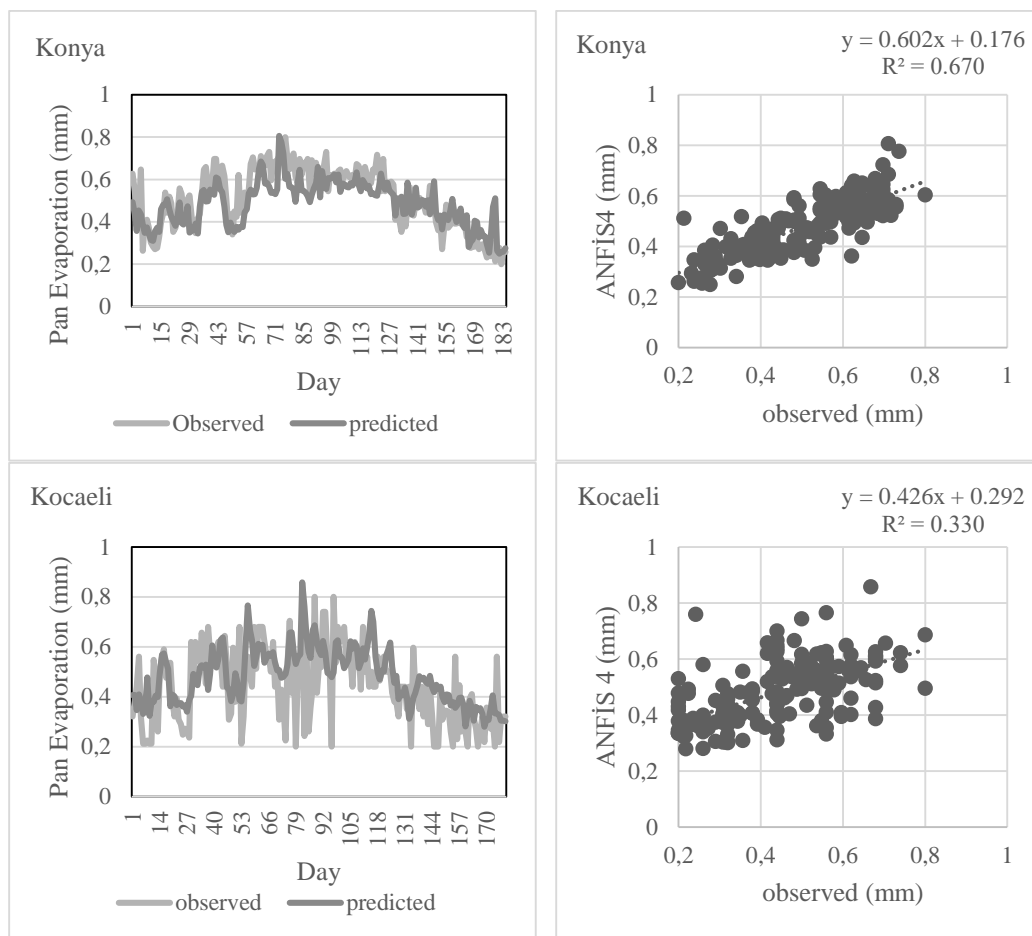 Konya
Pan Evaporation (mm)
1
0,8
0,6
0,4
0,2
0
1
15
29
43
57
71
85
99
113
127
141
155
169
183
Day
Observed predicted
Konya
y = 0.602x + 0.176
R² = 0.670
ANFİS4 (mm)
1
0,8
0,6
0,4
0,2
0
0,2 0,4 0,6 0,8 1
observed (mm)
Kocaeli
Pan Evaporation (mm)
1
0,8
0,6
0,4
0,2
0
1
14
27
40
53
66
79
92
105
118
131
144
157
170
Day
observed predicted
Kocaeli
y = 0.426x + 0.292
R² = 0.330
ANFİS 4 (mm)
1
0,8
0,6
0,4
0,2
0
0,2 0,4 0,6 0,8 1
observed (mm)